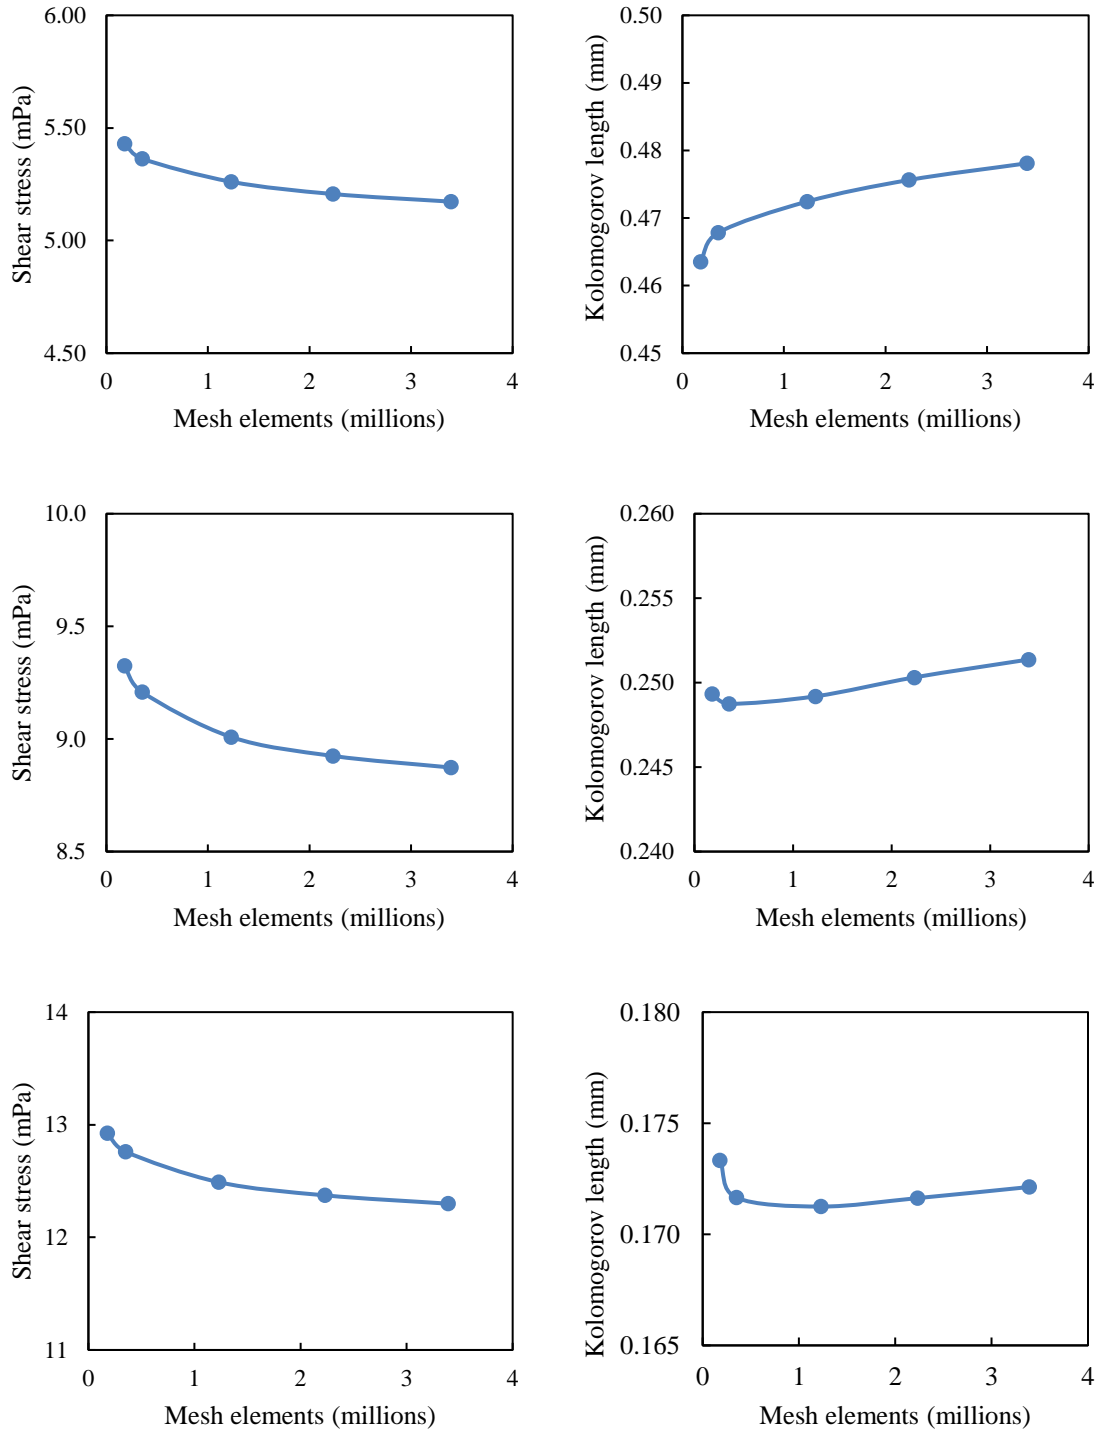 6.00
5.50
5.00
4.50
Shear stress (mPa)
0 1 2 3 4
Mesh elements (millions)
0.50
0.49
0.48
0.47
0.46
0.45
Kolomogorov length (mm)
0 1 2 3 4
Mesh elements (millions)
10.0
9.5
9.0
8.5
Shear stress (mPa)
0 1 2 3 4
Mesh elements (millions)
0.260
0.255
0.250
0.245
0.240
Kolomogorov length (mm)
0 1 2 3 4
Mesh elements (millions)
14
13
12
11
Shear stress (mPa)
0 1 2 3 4
Mesh elements (millions)
0.180
0.175
0.170
0.165
Kolomogorov length (mm)
0 1 2 3 4
Mesh elements (millions)